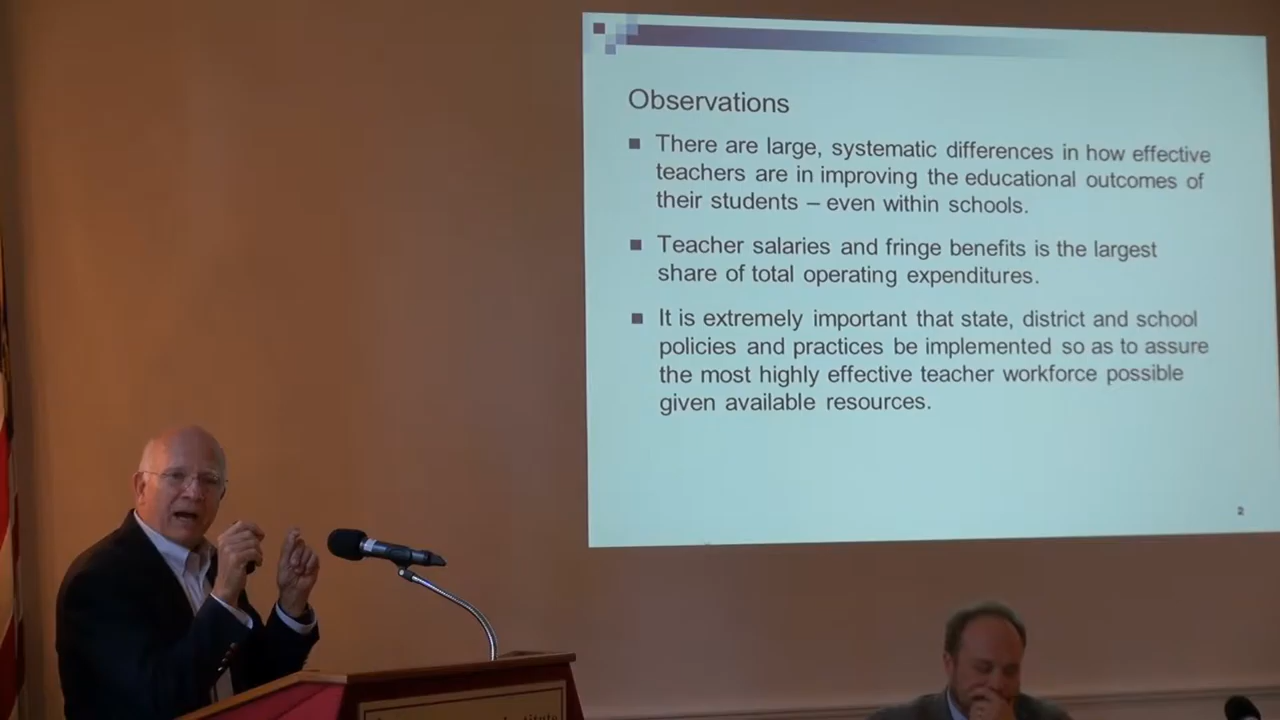 Observations
There are large, systematic differences in how effective
teachers are in improving the educational outcomes of
their students – even within schools.
Teacher salaries and fringe benefits is the largest
share of total operating expenditures.
It is extremely important that state, district and school
policies and practices be implemented so as to assure
the most highly effective teacher workforce possible
given available resources.
2